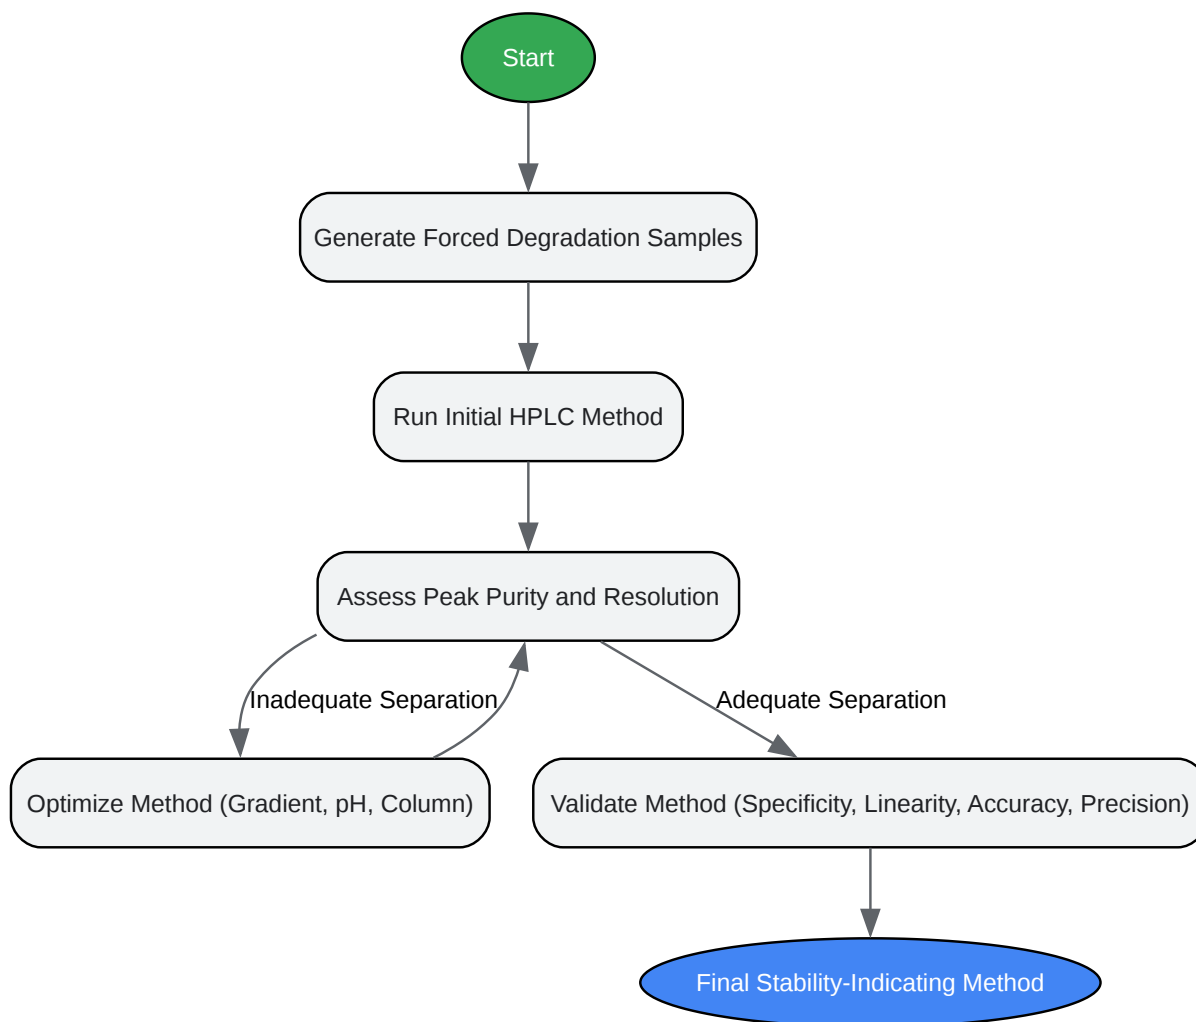 Start
Generate Forced Degradation Samples
Run Initial HPLC Method
Assess Peak Purity and Resolution
Inadequate Separation
Adequate Separation
Optimize Method (Gradient, pH, Column)
Validate Method (Specificity, Linearity, Accuracy, Precision)
Final Stability-Indicating Method